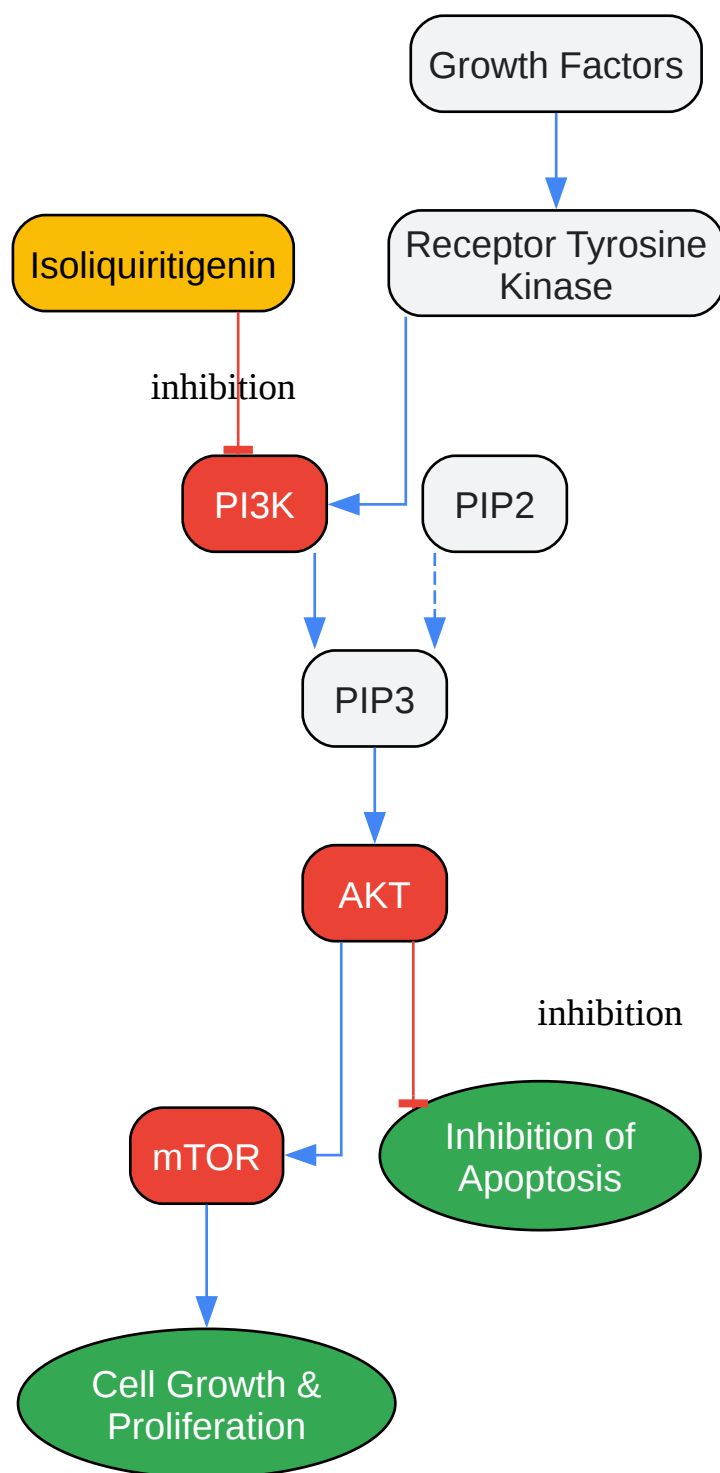 Growth Factors
Isoliquiritigenin
Receptor Tyrosine
Kinase
inhibition
PI3K
PIP2
PIP3
AKT
inhibition
mTOR
Inhibition of
Apoptosis
Cell Growth &
Proliferation